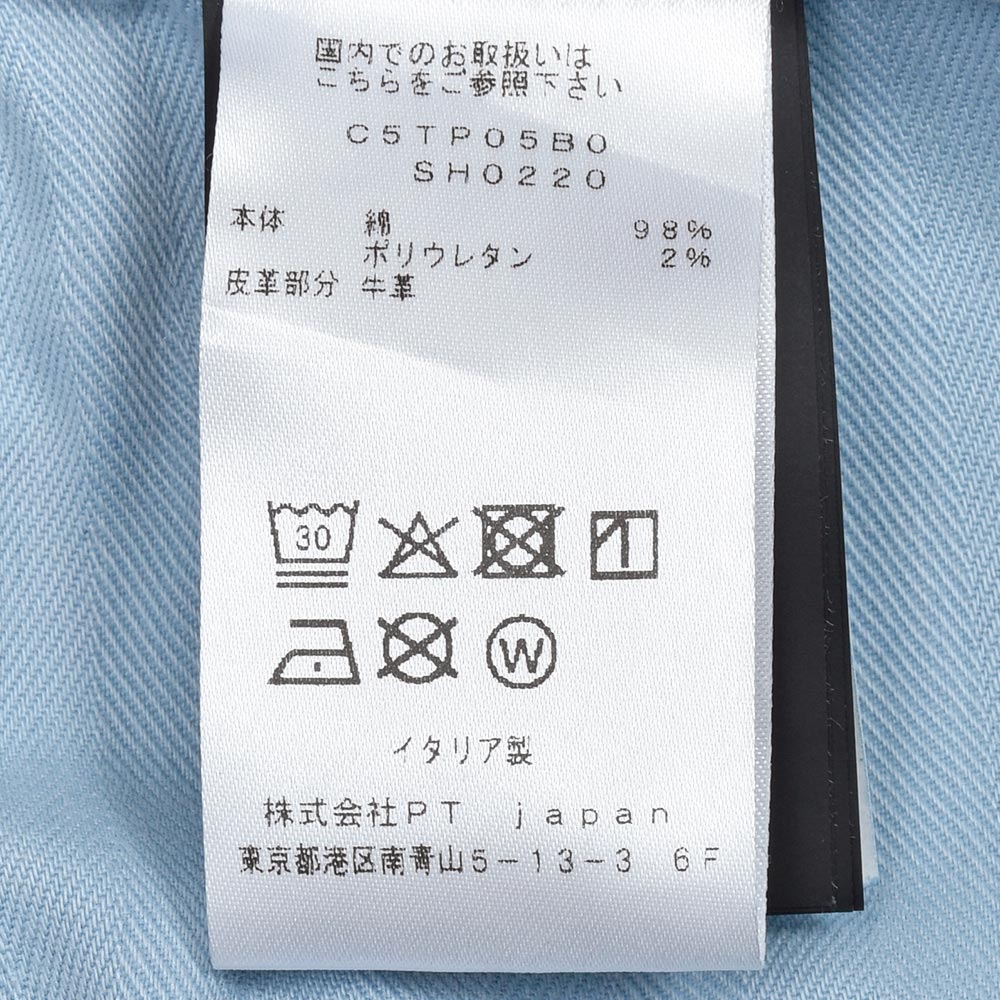 国内でのお取扱いは
こちらをご参照下さい
C5TP05B0
SH0220
本体 綿 98%
ポリウレタン 2%
皮革部分 牛革
30
W
イタリア製
株式会社PT japan
東京都港区南青山5-13-3 6F